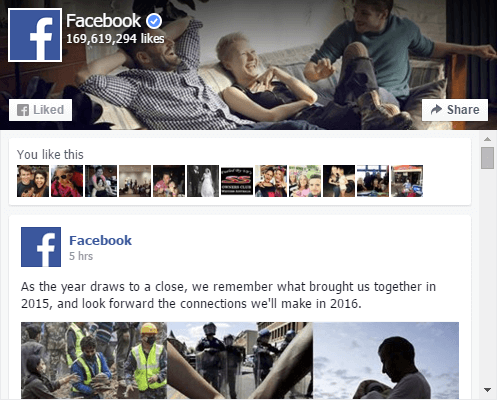 Facebook
169,619,294 likes
Liked
Share
You like this
Facebook
5 hrs
As the year draws to a close, we remember what brought us together in
2015, and look forward the connections we'll make in 2016.